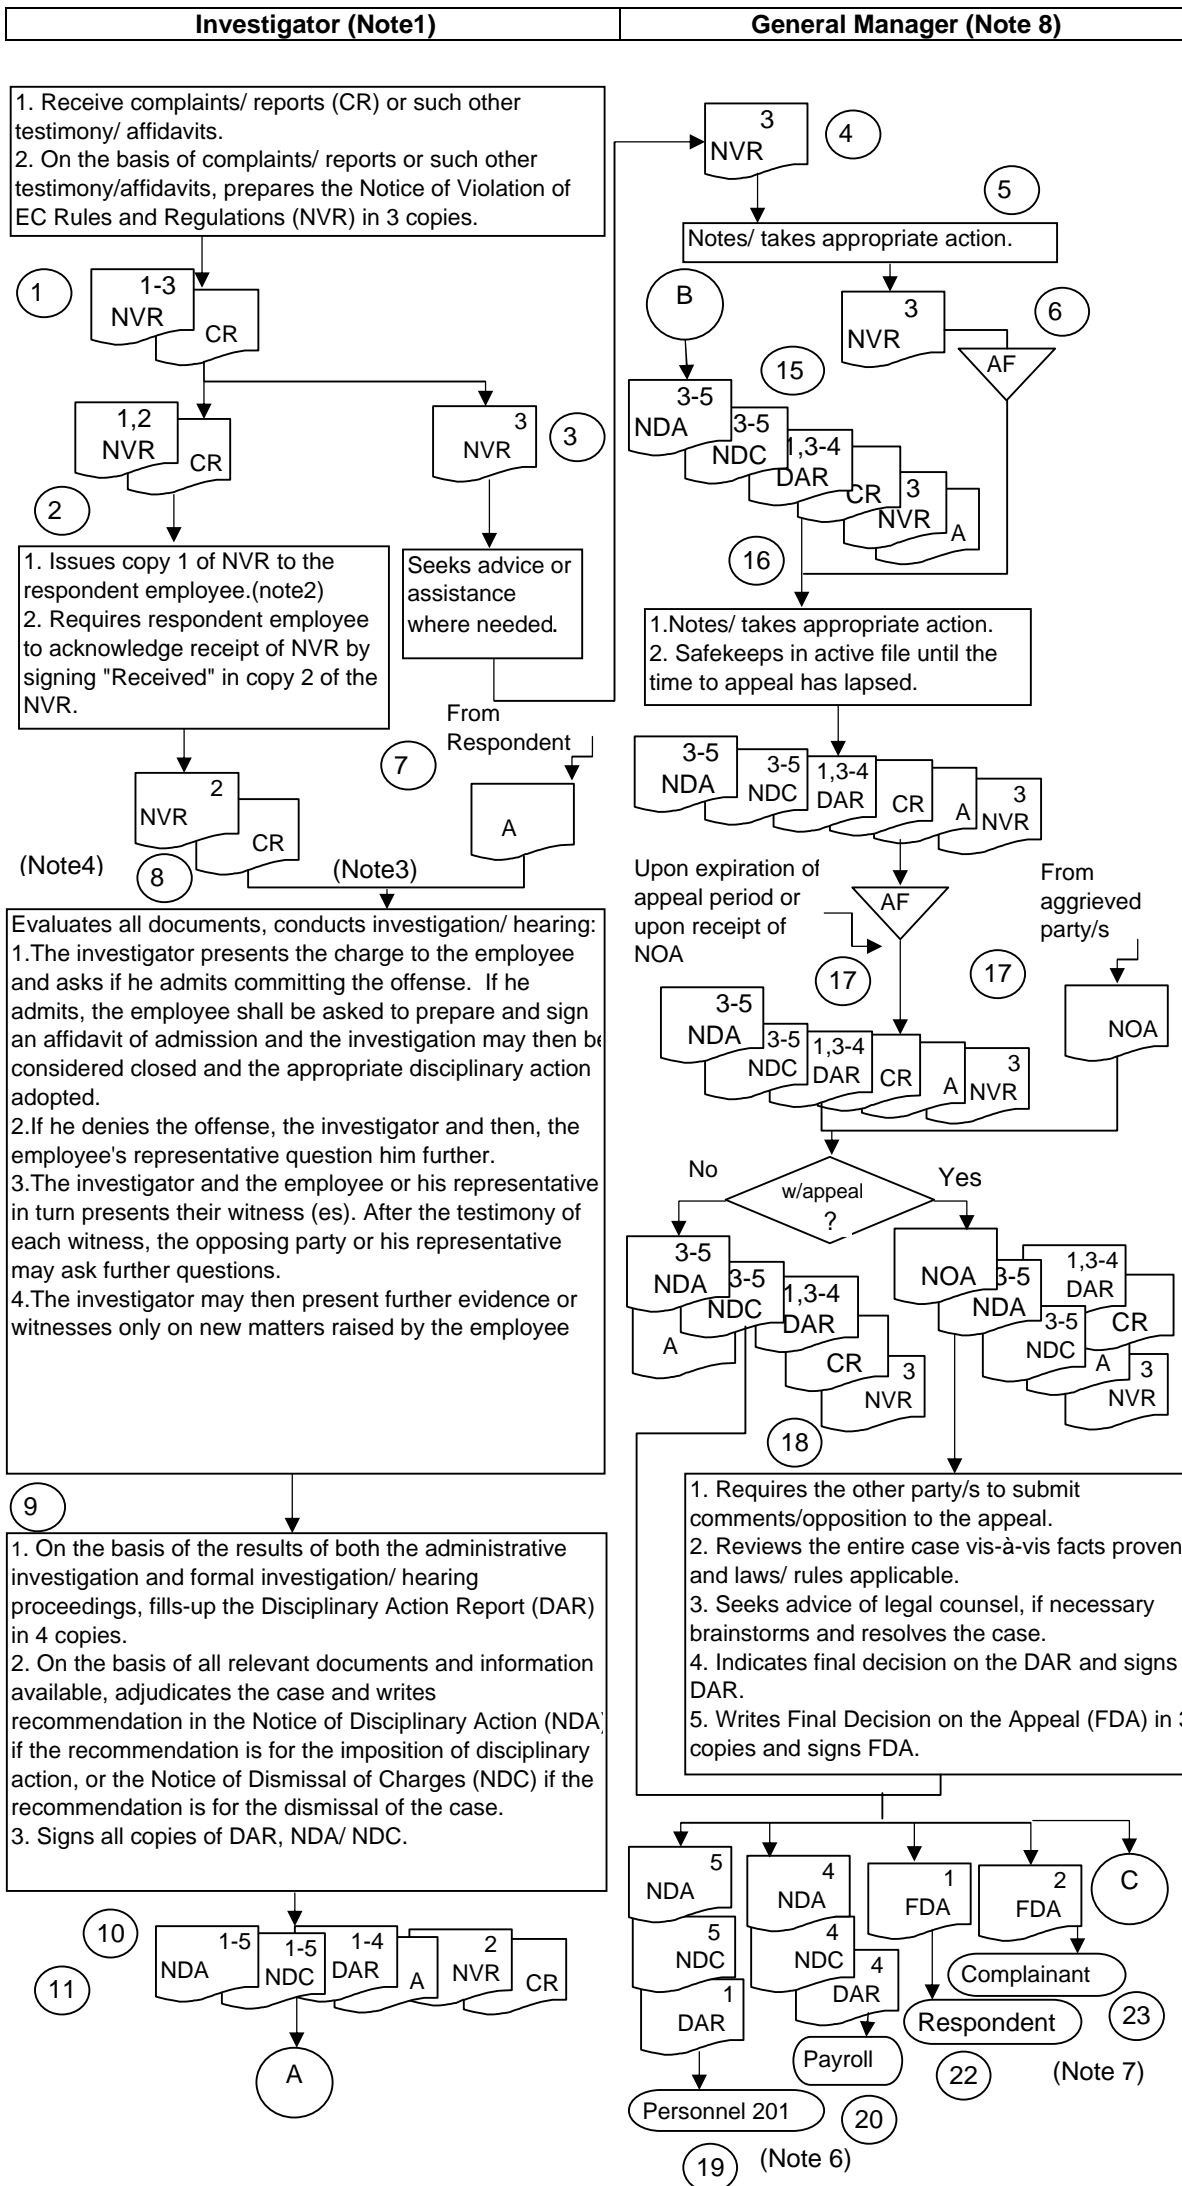 Investigator (Note1)
General Manager (Note 8)
1. Receive complaints/ reports (CR) or such other
testimony/ affidavits.
2. On the basis of complaints/ reports or such other
testimony/affidavits, prepares the Notice of Violation of
EC Rules and Regulations (NVR) in 3 copies.
1
1-3
NVR
CR
1,2
NVR
CR
3
NVR
3
2
1. Issues copy 1 of NVR to the
respondent employee.(note2)
2. Requires respondent employee
to acknowledge receipt of NVR by
signing "Received" in copy 2 of the
NVR.
Seeks advice or
assistance
where needed.
From
Respondent
7
2
NVR
CR
A
(Note4)
8
(Note3)
Evaluates all documents, conducts investigation/ hearing:
1.The investigator presents the charge to the employee
and asks if he admits committing the offense. If he
admits, the employee shall be asked to prepare and sign
an affidavit of admission and the investigation may then be
considered closed and the appropriate disciplinary action
adopted.
2.If he denies the offense, the investigator and then, the
employee's representative question him further.
3.The investigator and the employee or his representative
in turn presents their witness (es). After the testimony of
each witness, the opposing party or his representative
may ask further questions.
4.The investigator may then present further evidence or
witnesses only on new matters raised by the employee
9
1. On the basis of the results of both the administrative
investigation and formal investigation/ hearing
proceedings, fills-up the Disciplinary Action Report (DAR)
in 4 copies.
2. On the basis of all relevant documents and information
available, adjudicates the case and writes
recommendation in the Notice of Disciplinary Action (NDA)
if the recommendation is for the imposition of disciplinary
action, or the Notice of Dismissal of Charges (NDC) if the
recommendation is for the dismissal of the case.
3. Signs all copies of DAR, NDA/ NDC.
10
11
1-5
NDA
1-5
NDC
1-4
DAR
A
2
NVR
CR
A
3
NVR
4
5
Notes/ takes appropriate action.
B
3
NVR
6
AF
15
3-5
NDA
3-5
NDC
1,3-4
DAR
CR
3
NVR
A
16
1.Notes/ takes appropriate action.
2. Safekeeps in active file until the
time to appeal has lapsed.
3-5
NDA
3-5
NDC
1,3-4
DAR
CR
A
3
NVR
Upon expiration of
appeal period or
upon receipt of
NOA
AF
From
aggrieved
party/s
17
17
3-5
NDA
3-5
NDC
1,3-4
DAR
CR
A
3
NVR
NOA
No
w/appeal
?
Yes
3-5
NDA
3-5
NDC
1,3-4
DAR
A
CR
3
NVR
NOA
3-5
NDA
1,3-4
DAR
3-5
NDC
CR
A
3
NVR
18
1. Requires the other party/s to submit
comments/opposition to the appeal.
2. Reviews the entire case vis-à-vis facts proven
and laws/ rules applicable.
3. Seeks advice of legal counsel, if necessary
brainstorms and resolves the case.
4. Indicates final decision on the DAR and signs
DAR.
5. Writes Final Decision on the Appeal (FDA) in 3
copies and signs FDA.
5
NDA
5
NDC
1
DAR
4
NDA
4
NDC
4
DAR
1
FDA
2
FDA
C
Complainant
Respondent
23
Payroll
22
(Note 7)
Personnel 201
20
19
(Note 6)